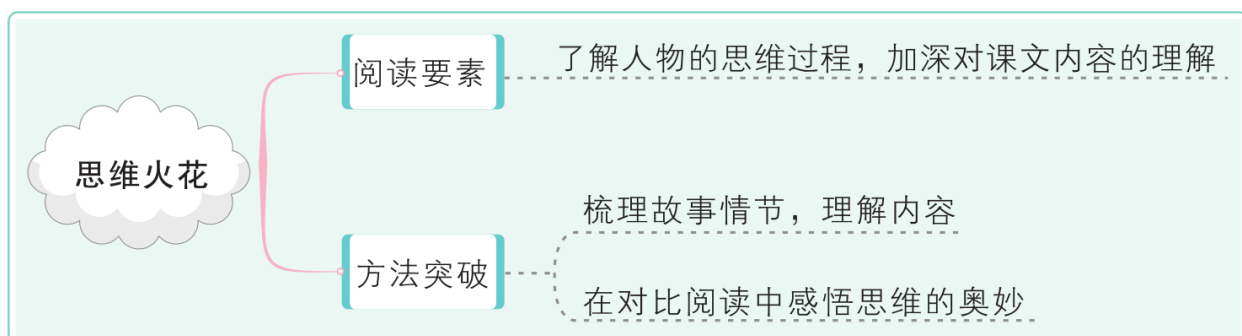 思维火花
阅读要素
了解人物的思维过程，加深对课文内容的理解
方法突破
梳理故事情节，理解内容
在对比阅读中感悟思维的奥妙